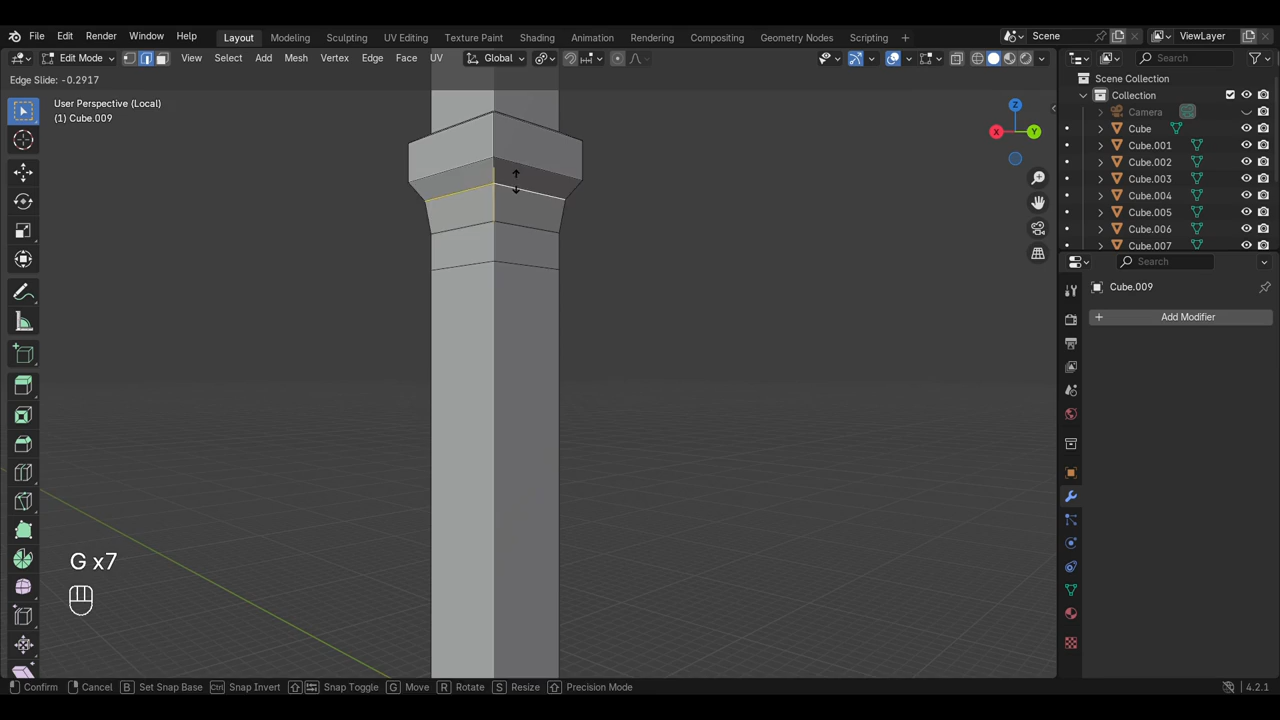 File Edit Render Window Help Layout Modeling Sculpting UV Editing Texture Paint Shading Animation Rendering Compositing Geometry Nodes Scripting + Scene ViewLayer
Edit Mode View Select Add Mesh Vertex Edge Face UV Global Search
Edge Slide: -0.2917
Scene Collection
User Perspective (Local)
(1) Cube.009
Z
X
Y
Collection
Camera
Cube
Cube.001
Cube.002
Cube.003
Cube.004
Cube.005
Cube.006
Cube.007
Search
Cube.009
+ Add Modifier
G x7
Confirm Cancel B Set Snap Base Ctrl Snap Invert Snap Toggle G Move R Rotate S Resize Precision Mode 4.2.1